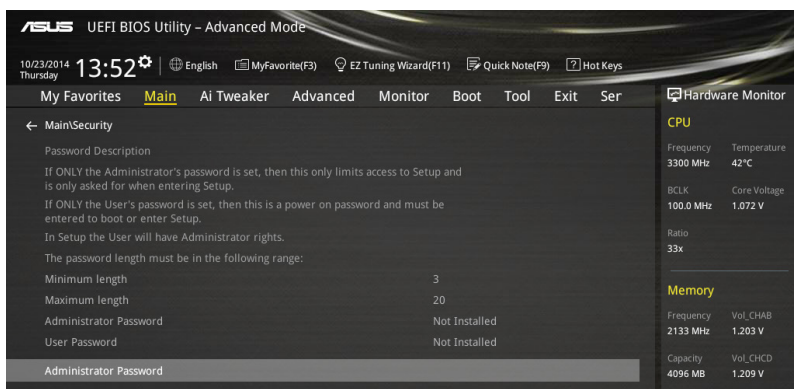 ASUS UEFI BIOS Utility – Advanced Mode
10/23/2014
Thursday
13:52
English MyFavorite(F3) EZ Tuning Wizard(F11) Quick Note(F9) ? Hot Keys
My Favorites Main Ai Tweaker Advanced Monitor Boot Tool Exit Ser
← Main\Security
Password Description
If ONLY the Administrator's password is set, then this only limits access to Setup and
is only asked for when entering Setup.
If ONLY the User's password is set, then this is a power on password and must be
entered to boot or enter Setup.
In Setup the User will have Administrator rights.
The password length must be in the following range:
Minimum length 3
Maximum length 20
Administrator Password Not Installed
User Password Not Installed
Administrator Password
Hardware Monitor
CPU
Frequency Temperature
3300 MHz 42°C
BCLK Core Voltage
100.0 MHz 1.072 V
Ratio
33x
Memory
Frequency Vol_CHAB
2133 MHz 1.203 V
Capacity Vol_CHCD
4096 MB 1.209 V